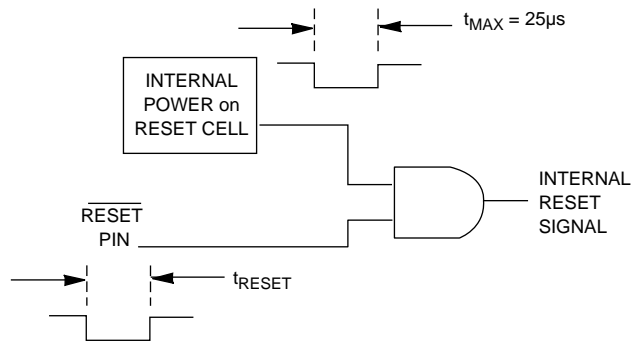 tMAX = 25µs
INTERNAL
POWER on
RESET CELL
INTERNAL
RESET
SIGNAL
RESET
PIN
tRESET